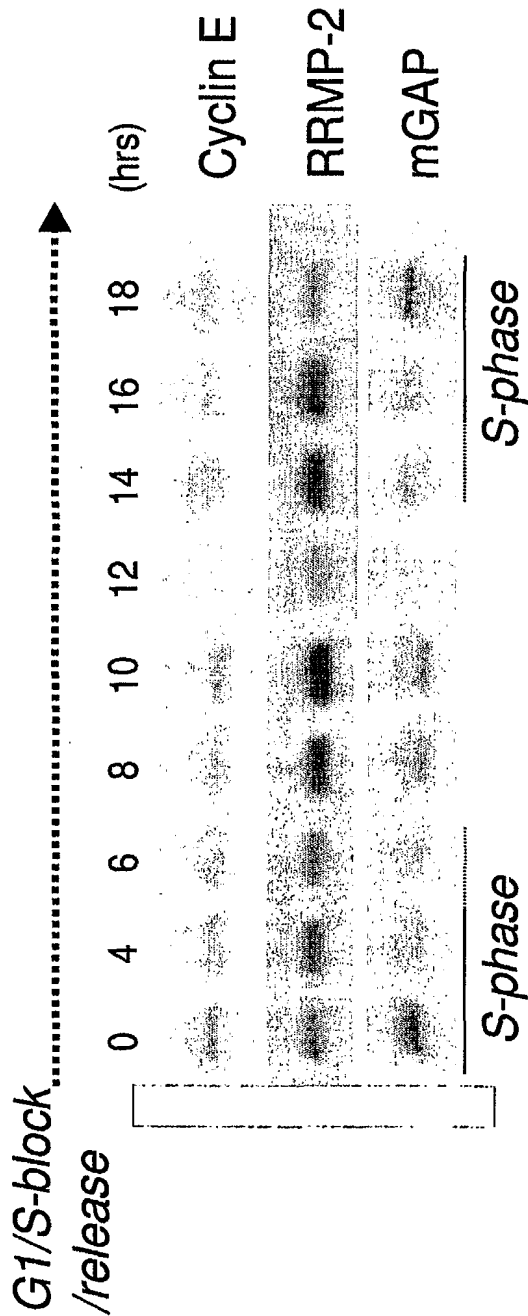 G1/S-block
/release
0 4 6 8 10 12 14 16 18 (hrs)
Cyclin E
RRMP-2
mGAP
S-phase S-phase